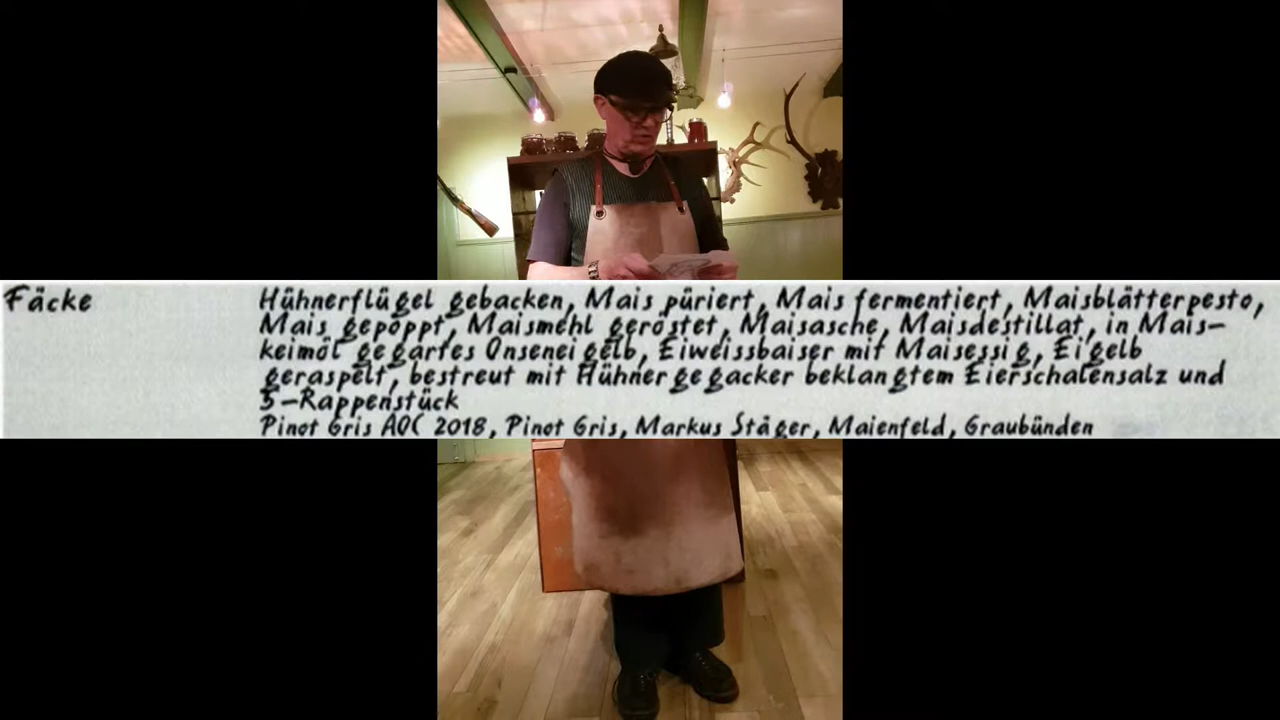 Fäcke
Hühnerflügel gebacken, Mais püriert, Mais fermentiert, Maisblätterpesto,
Mais gepoppt, Maismehl geröstet, Maisasche, Maisdestillat, in Mais-
keimöl gegartes Onsenei gelb, Eiweissbaiser mit Maisessig, Eigelb
geraspelt, bestreut mit Hühnergegacker beklangtem Eierschalensalz und
5-Rappenstück
Pinot Gris AOC 2018, Pinot Gris, Markus Stäger, Maienfeld, Graubünden